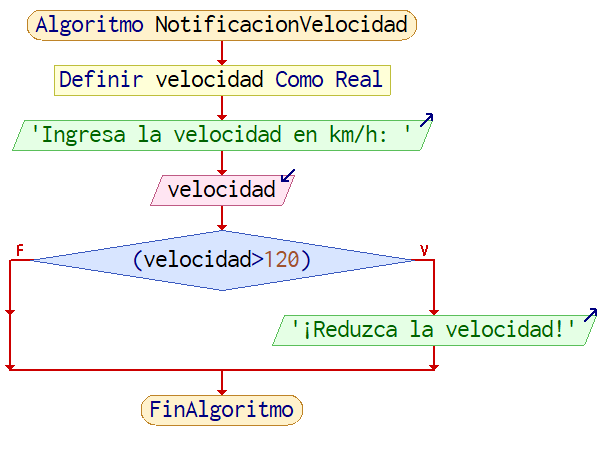 Algoritmo NotificacionVelocidad
Definir velocidad Como Real
'Ingresa la velocidad en km/h: '
velocidad
F
V
(velocidad>120)
'¡Reduzca la velocidad!'
FinAlgoritmo